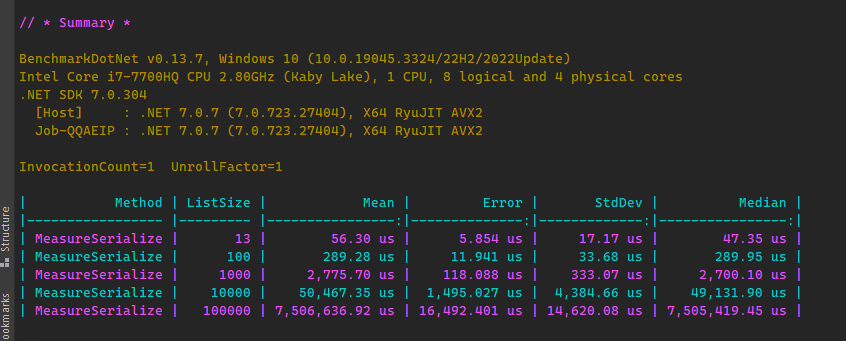 // * Summary *
BenchmarkDotNet v0.13.7, Windows 10 (10.0.19045.3324/22H2/2022Update)
Intel Core i7-7700HQ CPU 2.80GHz (Kaby Lake), 1 CPU, 8 logical and 4 physical cores
.NET SDK 7.0.304
  [Host]     : .NET 7.0.7 (7.0.723.27404), X64 RyuJIT AVX2
  Job-QQAEIP : .NET 7.0.7 (7.0.723.27404), X64 RyuJIT AVX2
InvocationCount=1  UnrollFactor=1
|           Method | ListSize |            Mean |         Error |       StdDev |          Median |
|----------------- |--------- |----------------:|--------------:|-------------:|----------------:|
| MeasureSerialize |       13 |        56.30 us |      5.854 us |     17.17 us |        47.35 us |
| MeasureSerialize |      100 |       289.28 us |     11.941 us |     33.68 us |       289.95 us |
| MeasureSerialize |     1000 |     2,775.70 us |    118.088 us |    333.07 us |     2,700.10 us |
| MeasureSerialize |    10000 |    50,467.35 us |  1,495.027 us |  4,384.66 us |    49,131.90 us |
| MeasureSerialize |   100000 | 7,506,636.92 us | 16,492.401 us | 14,620.08 us | 7,505,419.45 us |
Structure
ookmarks